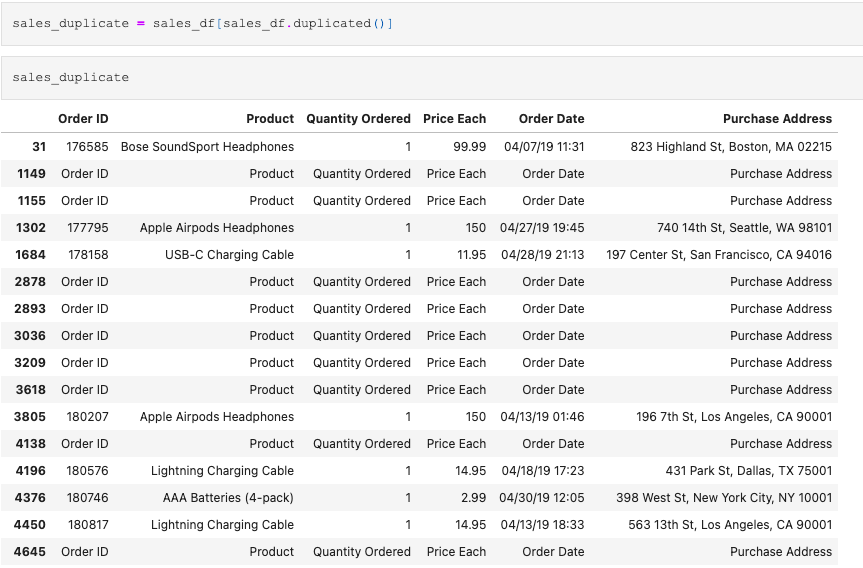 sales_duplicate = sales_df[sales_df.duplicated()]
sales_duplicate
Order ID Product Quantity Ordered Price Each Order Date Purchase Address
31 176585 Bose SoundSport Headphones 1 99.99 04/07/19 11:31 823 Highland St, Boston, MA 02215
1149 Order ID Product Quantity Ordered Price Each Order Date Purchase Address
1155 Order ID Product Quantity Ordered Price Each Order Date Purchase Address
1302 177795 Apple Airpods Headphones 1 150 04/27/19 19:45 740 14th St, Seattle, WA 98101
1684 178158 USB-C Charging Cable 1 11.95 04/28/19 21:13 197 Center St, San Francisco, CA 94016
2878 Order ID Product Quantity Ordered Price Each Order Date Purchase Address
2893 Order ID Product Quantity Ordered Price Each Order Date Purchase Address
3036 Order ID Product Quantity Ordered Price Each Order Date Purchase Address
3209 Order ID Product Quantity Ordered Price Each Order Date Purchase Address
3618 Order ID Product Quantity Ordered Price Each Order Date Purchase Address
3805 180207 Apple Airpods Headphones 1 150 04/13/19 01:46 196 7th St, Los Angeles, CA 90001
4138 Order ID Product Quantity Ordered Price Each Order Date Purchase Address
4196 180576 Lightning Charging Cable 1 14.95 04/18/19 17:23 431 Park St, Dallas, TX 75001
4376 180746 AAA Batteries (4-pack) 1 2.99 04/30/19 12:05 398 West St, New York City, NY 10001
4450 180817 Lightning Charging Cable 1 14.95 04/13/19 18:33 563 13th St, Los Angeles, CA 90001
4645 Order ID Product Quantity Ordered Price Each Order Date Purchase Address